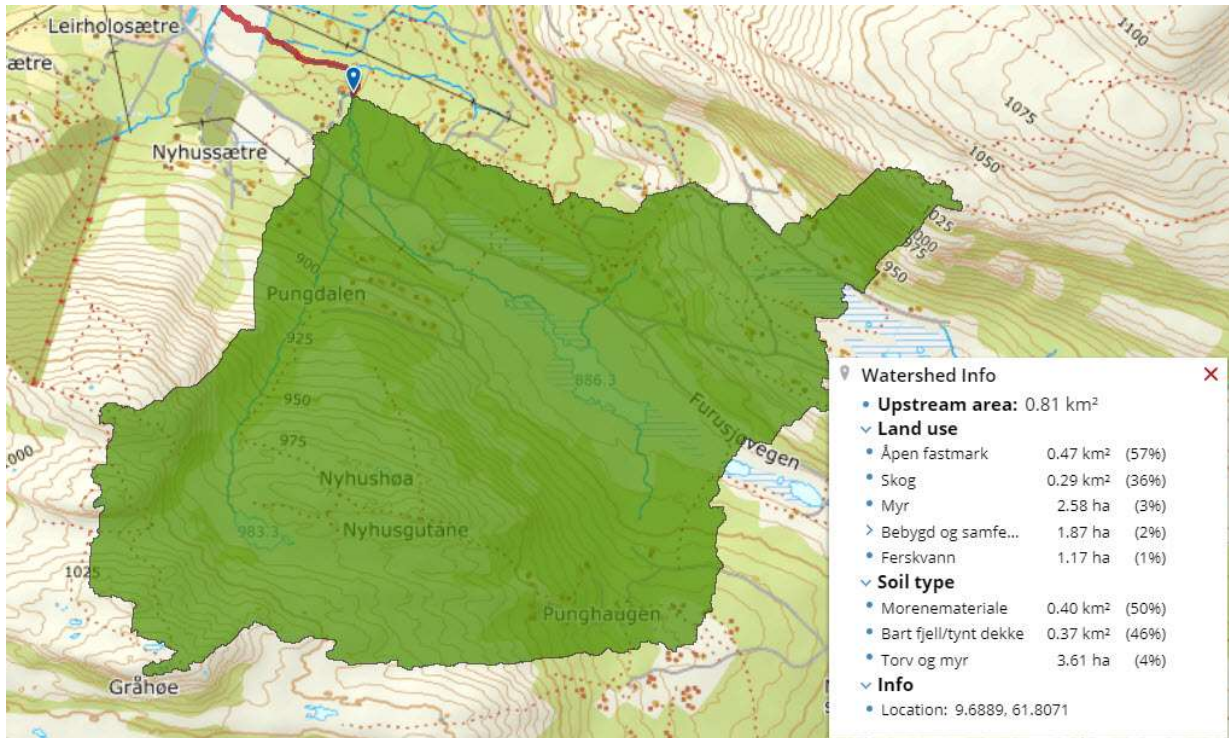 Leirholosætre
ætre
Nyhussætre
1100
1075
1050
1025
1000
975
950
900
Pungdalen
925
886.3
950
975
Furusjøvegen
1000
Nyhushøa
983.3
Nyhusgutane
1025
Punghaugen
Gråhøe
Watershed Info
Upstream area: 0.81 km²
Land use
Åpen fastmark 0.47 km² (57%)
Skog 0.29 km² (36%)
Myr 2.58 ha (3%)
Bebygd og samfe... 1.87 ha (2%)
Ferskvann 1.17 ha (1%)
Soil type
Morenemateriale 0.40 km² (50%)
Bart fjell/tynt dekke 0.37 km² (46%)
Torv og myr 3.61 ha (4%)
Info
Location: 9.6889, 61.8071